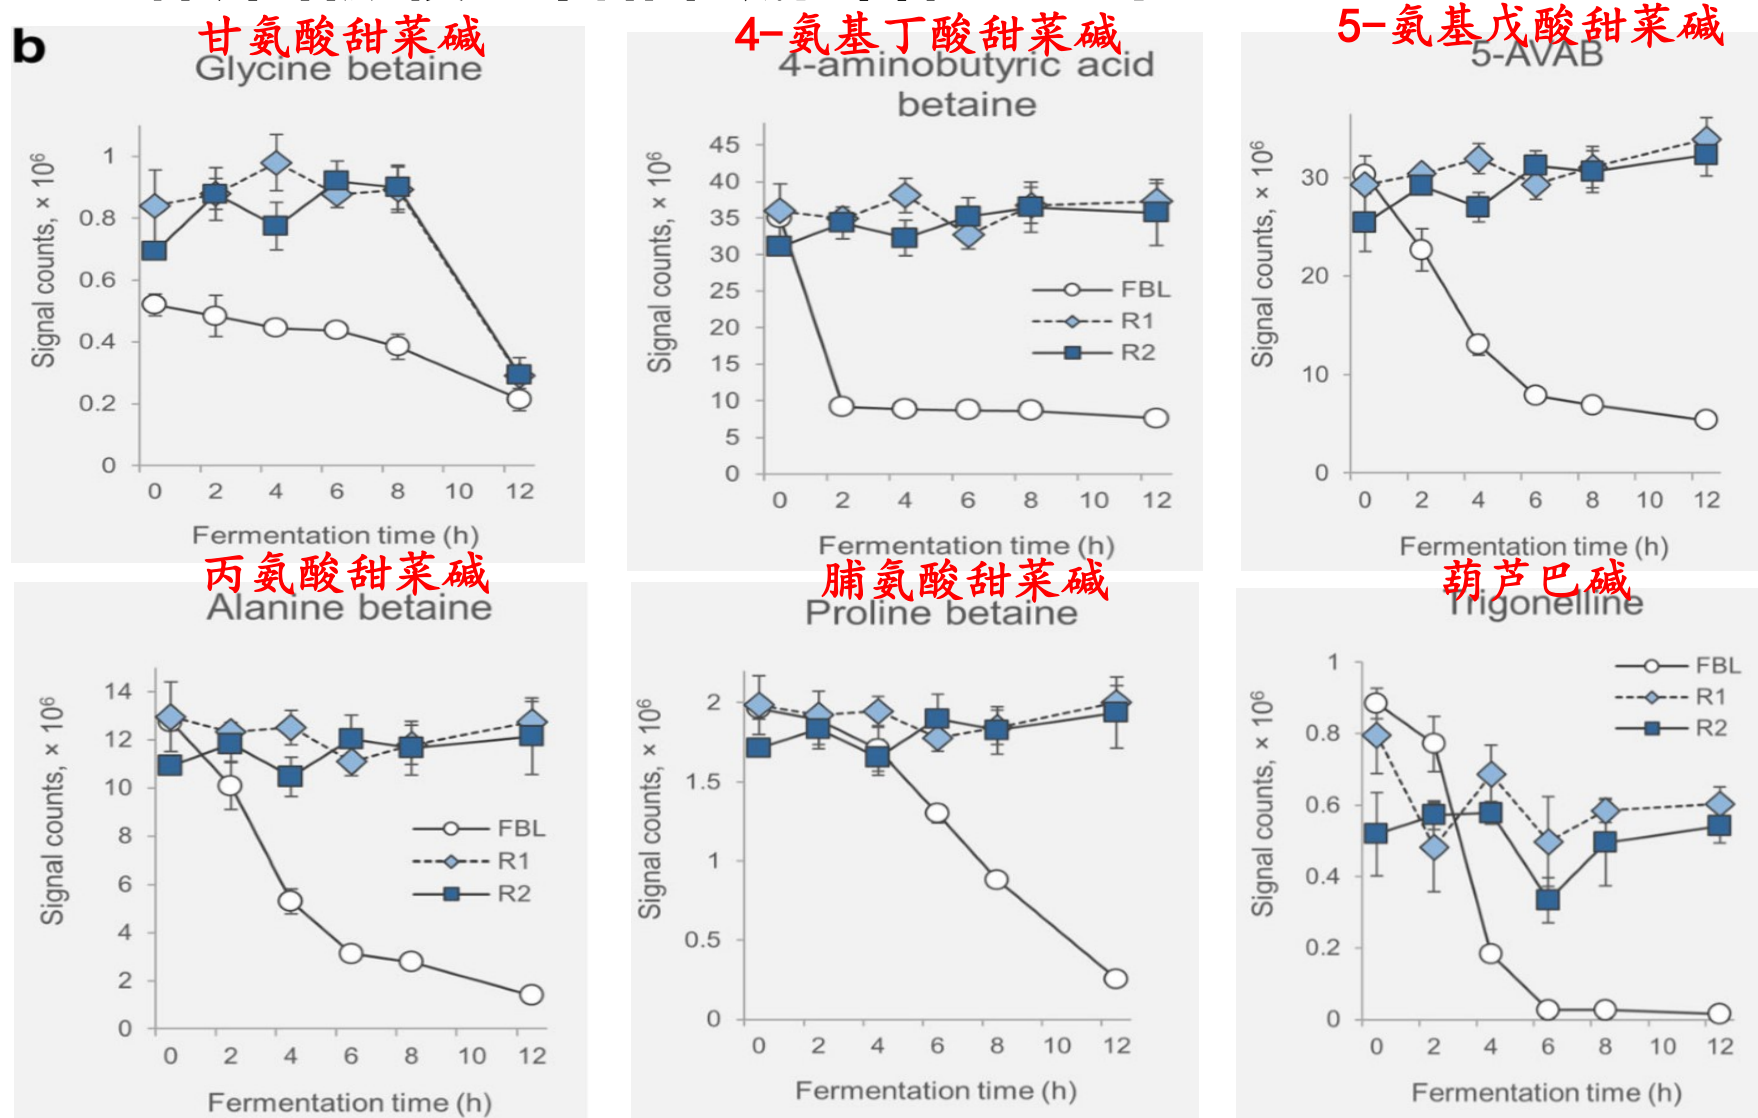 b
甘氨酸甜菜碱
Glycine betaine
Signal counts, × 10⁶
1
0.8
0.6
0.4
0.2
0
0 2 4 6 8 10 12
Fermentation time (h)
4-氨基丁酸甜菜碱
4-aminobutyric acid
betaine
Signal counts, × 10⁶
45
40
35
30
25
20
15
10
5
0
FBL
R1
R2
0 2 4 6 8 10 12
Fermentation time (h)
5-氨基戊酸甜菜碱
5-AVAB
Signal counts, × 10⁶
30
20
10
0
0 2 4 6 8 10 12
Fermentation time (h)
丙氨酸甜菜碱
Alanine betaine
Signal counts, × 10⁶
14
12
10
8
6
4
2
0
FBL
R1
R2
0 2 4 6 8 10 12
Fermentation time (h)
脯氨酸甜菜碱
Proline betaine
Signal counts, × 10⁶
2
1.5
1
0.5
0
0 2 4 6 8 10 12
Fermentation time (h)
葫芦巴碱
Trigonelline
Signal counts, × 10⁶
1
0.8
0.6
0.4
0.2
0
FBL
R1
R2
0 2 4 6 8 10 12
Fermentation time (h)